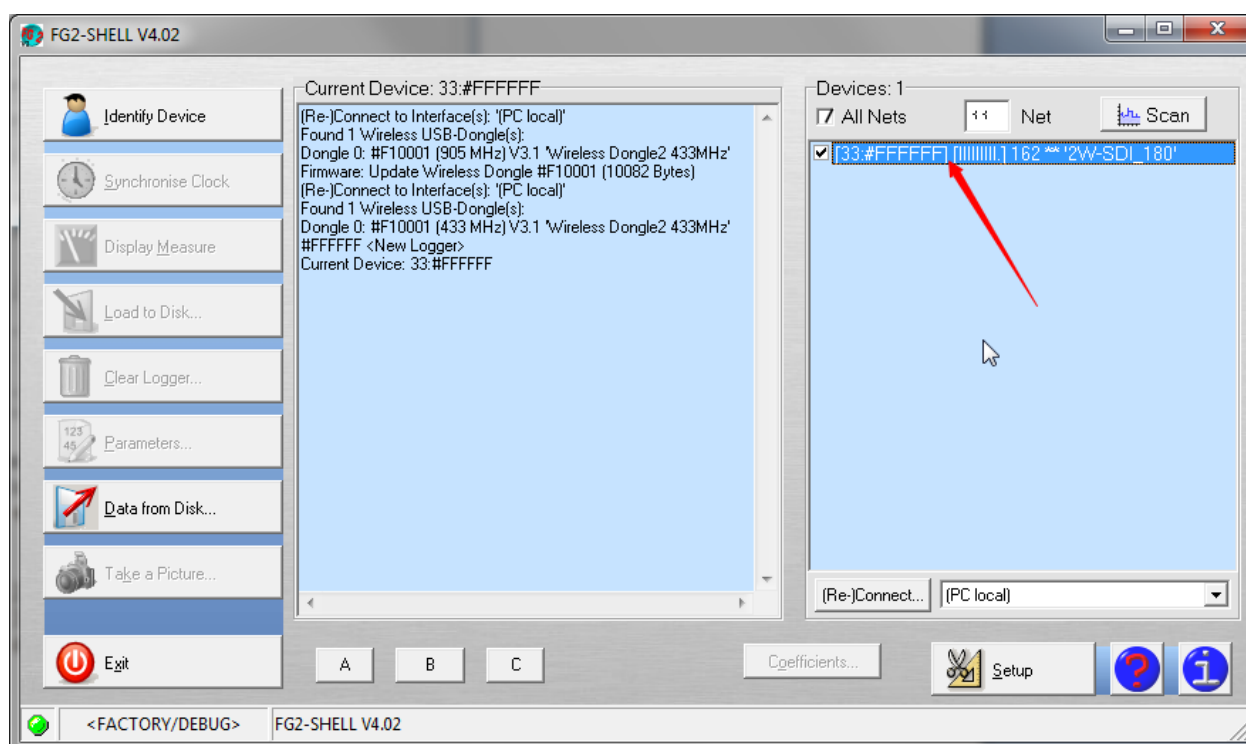 FG2-SHELL V4.02
Identify Device
Synchronise Clock
Display Measure
Load to Disk...
Clear Logger...
123
45
Parameters...
Data from Disk...
Take a Picture...
Exit
Current Device: 33:#FFFFFF
(Re-)Connect to Interface(s): '(PC local)'
Found 1 Wireless USB-Dongle(s):
Dongle 0: #F10001 (905 MHz) V3.1 'Wireless Dongle2 433MHz'
Firmware: Update Wireless Dongle #F10001 (10082 Bytes)
(Re-)Connect to Interface(s): '(PC local)'
Found 1 Wireless USB-Dongle(s):
Dongle 0: #F10001 (433 MHz) V3.1 'Wireless Dongle2 433MHz'
#FFFFFF <New Logger>
Current Device: 33:#FFFFFF
A B C
Devices: 1
All Nets Net Scan
[33:#FFFFFF] [IIIIIIIII.] 162 *** '2W-SDI_180'
(Re-)Connect... (PC local)
Coefficients...
Setup
? i
<FACTORY/DEBUG> FG2-SHELL V4.02